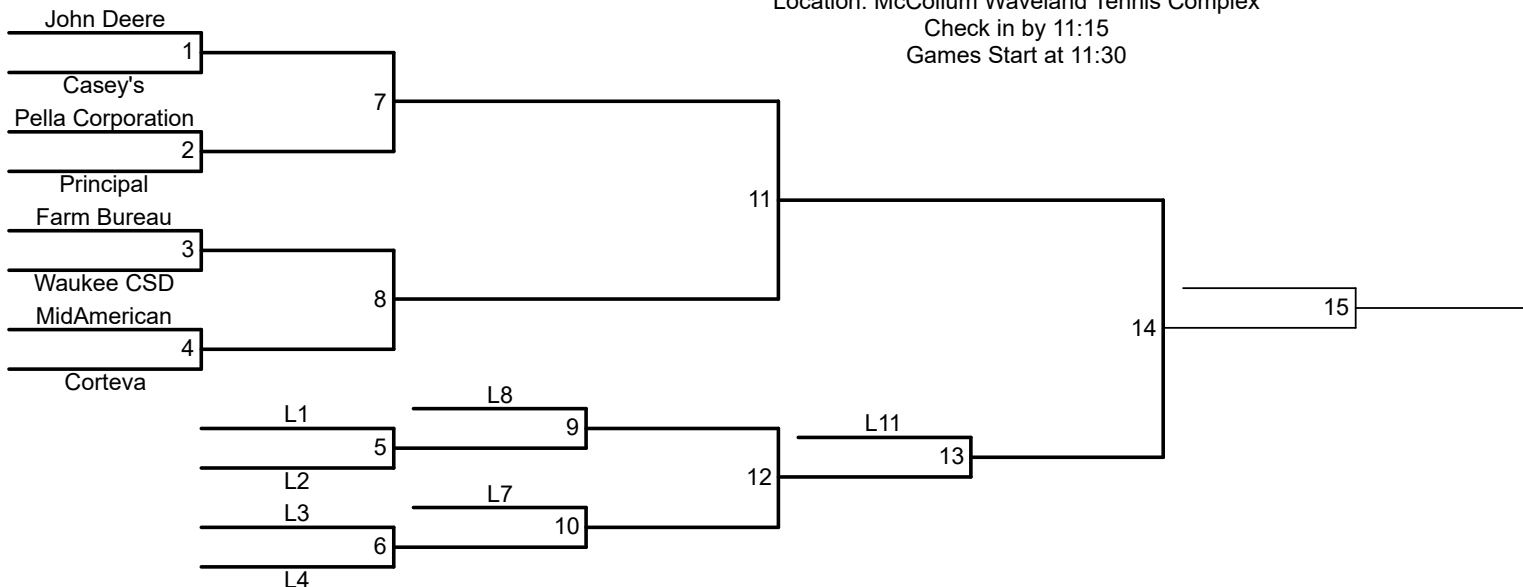 Location: McCollum Waveland Tennis Complex
Check in by 11:15
Games Start at 11:30
John Deere
1
Casey's
7
Pella Corporation
2
Principal
11
Farm Bureau
3
Waukee CSD
8
MidAmerican
4
Corteva
15
14
L8
L1
9
L11
5
13
L2
12
L7
L3
10
6
L4